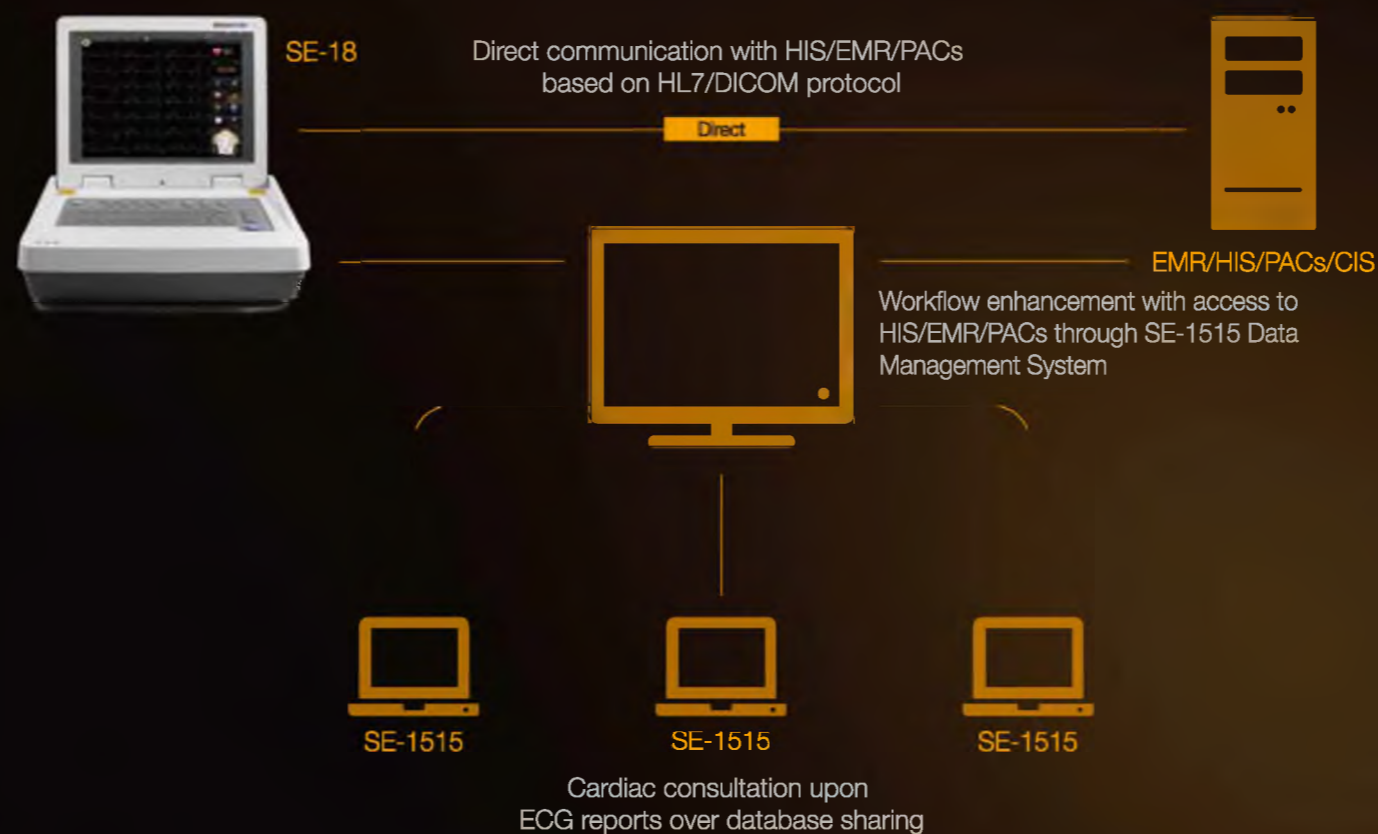 SE-18
Direct communication with HIS/EMR/PACs
based on HL7/DICOM protocol
Direct
EMR/HIS/PACs/CIS
Workflow enhancement with access to
HIS/EMR/PACs through SE-1515 Data
Management System
SE-1515
SE-1515
SE-1515
Cardiac consultation upon
ECG reports over database sharing